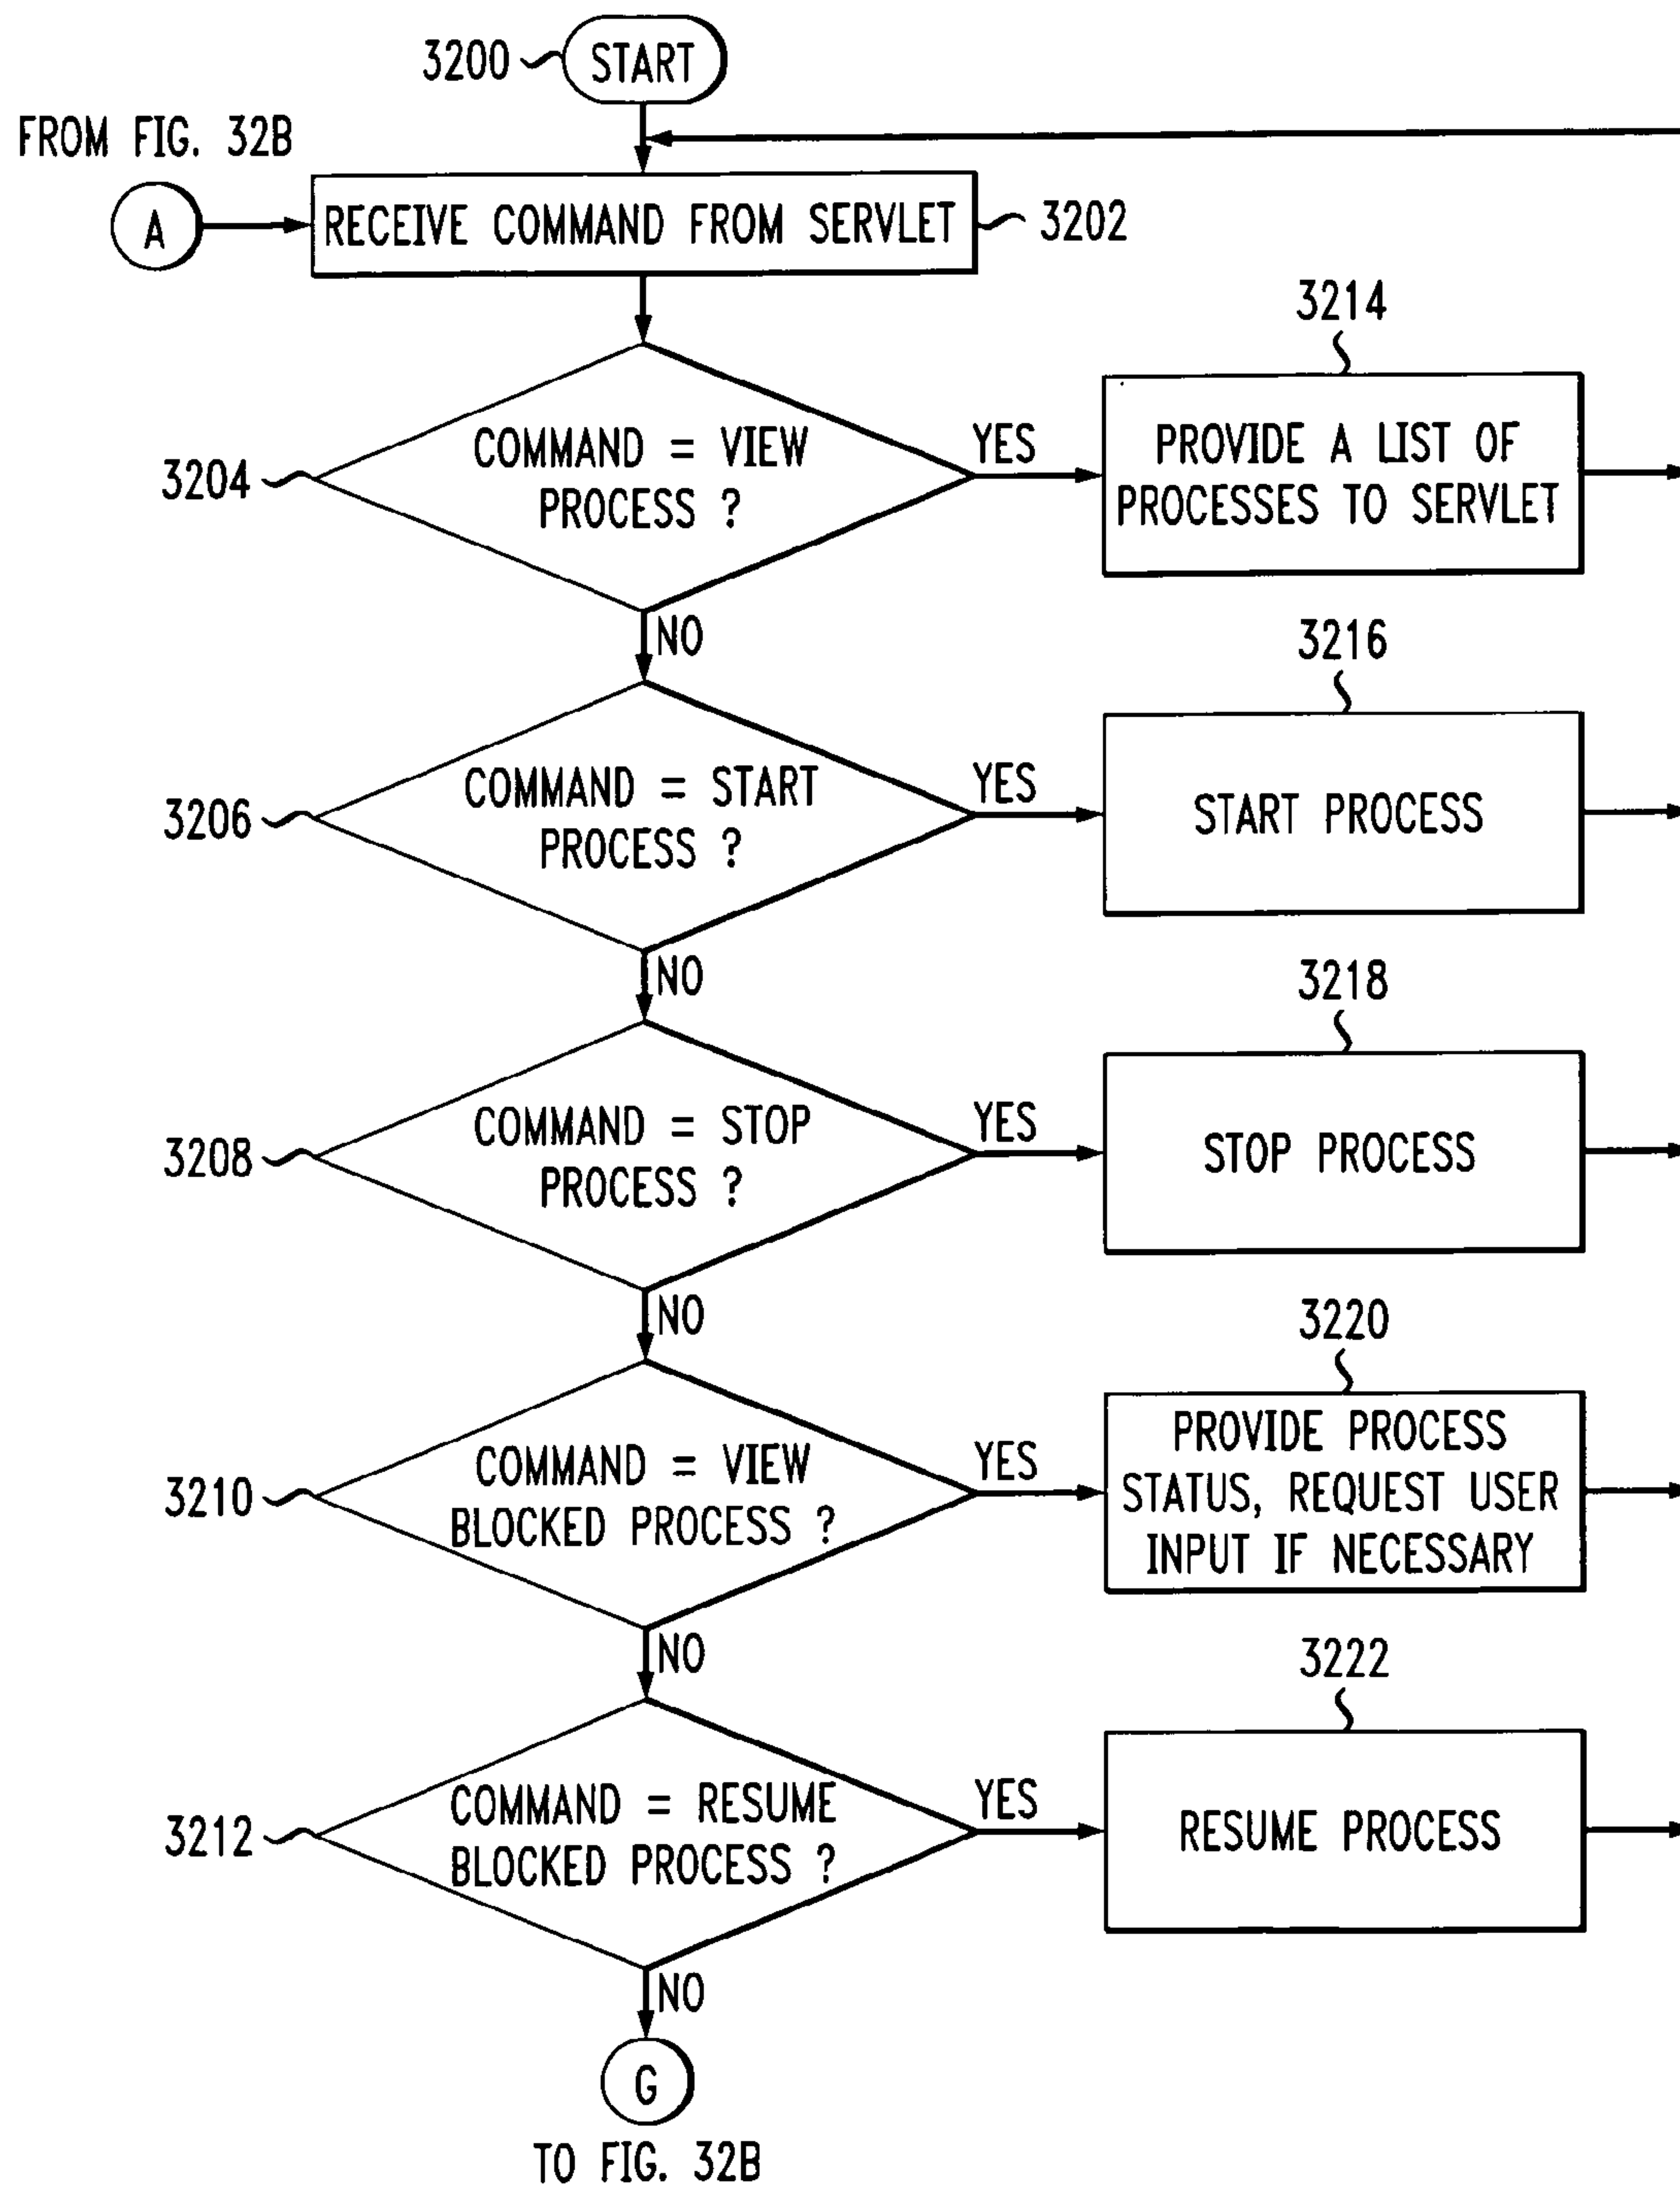 3200
START
FROM FIG. 32B
A
RECEIVE COMMAND FROM SERVLET
3202
3214
3204
COMMAND = VIEW
PROCESS ?
YES
PROVIDE A LIST OF
PROCESSES TO SERVLET
NO
3216
3206
COMMAND = START
PROCESS ?
YES
START PROCESS
NO
3218
3208
COMMAND = STOP
PROCESS ?
YES
STOP PROCESS
NO
3220
3210
COMMAND = VIEW
BLOCKED PROCESS ?
YES
PROVIDE PROCESS
STATUS, REQUEST USER
INPUT IF NECESSARY
NO
3222
3212
COMMAND = RESUME
BLOCKED PROCESS ?
YES
RESUME PROCESS
NO
G
TO FIG. 32B